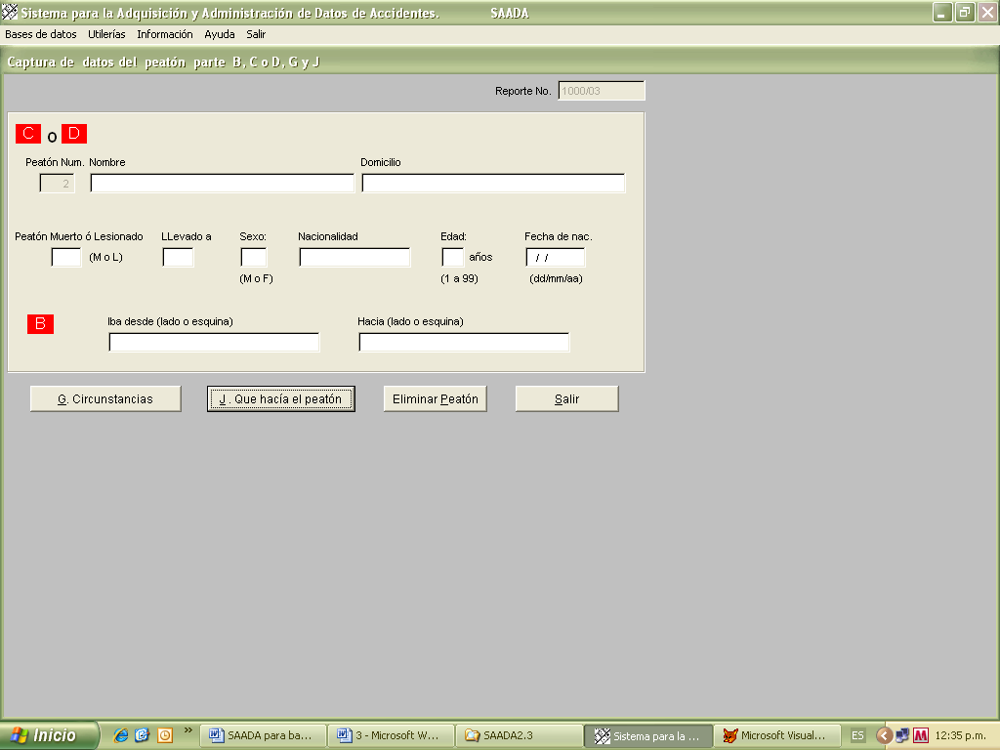 Sistema para la Adquisición y Administración de Datos de Accidentes. SAADA
Bases de datos Utilerías Información Ayuda Salir
Captura de datos del peatón parte B, C o D, G y J
Reporte No. 1000/03
C o D
Peatón Num. Nombre Domicilio
2
Peatón Muerto ó Lesionado LLevado a Sexo: Nacionalidad Edad: Fecha de nac.
(M o L) años / /
(M o F) (1 a 99) (dd/mm/aa)
B Iba desde (lado o esquina) Hacia (lado o esquina)
G. Circunstancias J . Que hacía el peatón Eliminar Peatón Salir
Inicio » SAADA para ba... 3 - Microsoft W... SAADA2.3 Sistema para la ... Microsoft Visual... ES M 12:35 p.m.